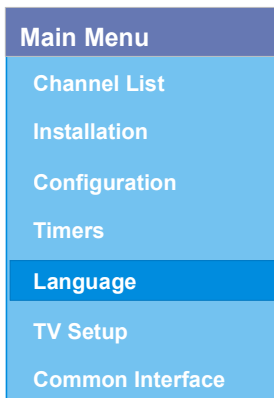 Main Menu
Channel List
Installation
Configuration
Timers
Language
TV Setup
Common Interface